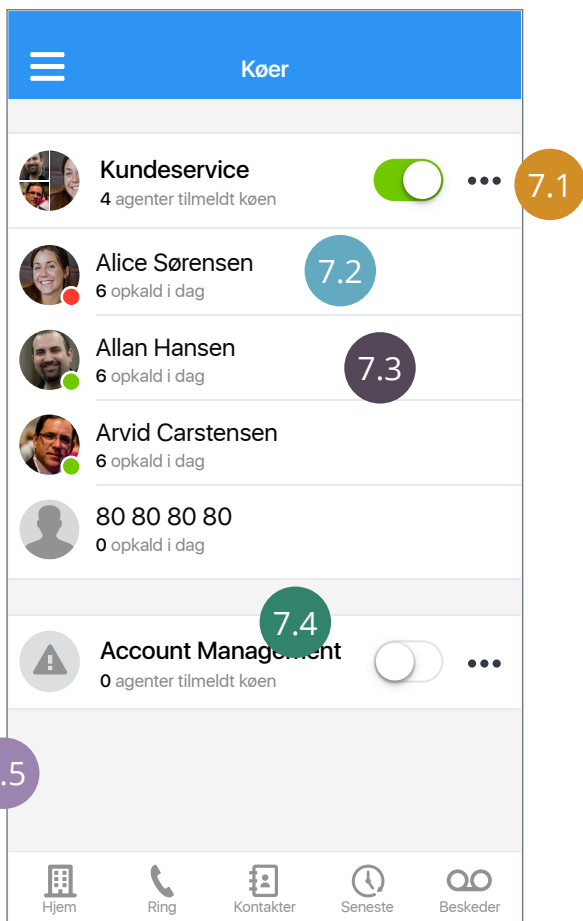 Køer
Kundeservice
4 agenter tilmeldt køen
7.1
Alice Sørensen
6 opkald i dag
7.2
Allan Hansen
6 opkald i dag
7.3
Arvid Carstensen
6 opkald i dag
80 80 80 80
0 opkald i dag
7.4
Account Management
0 agenter tilmeldt køen
.5
Hjem
Ring
Kontakter
Seneste
Beskeder